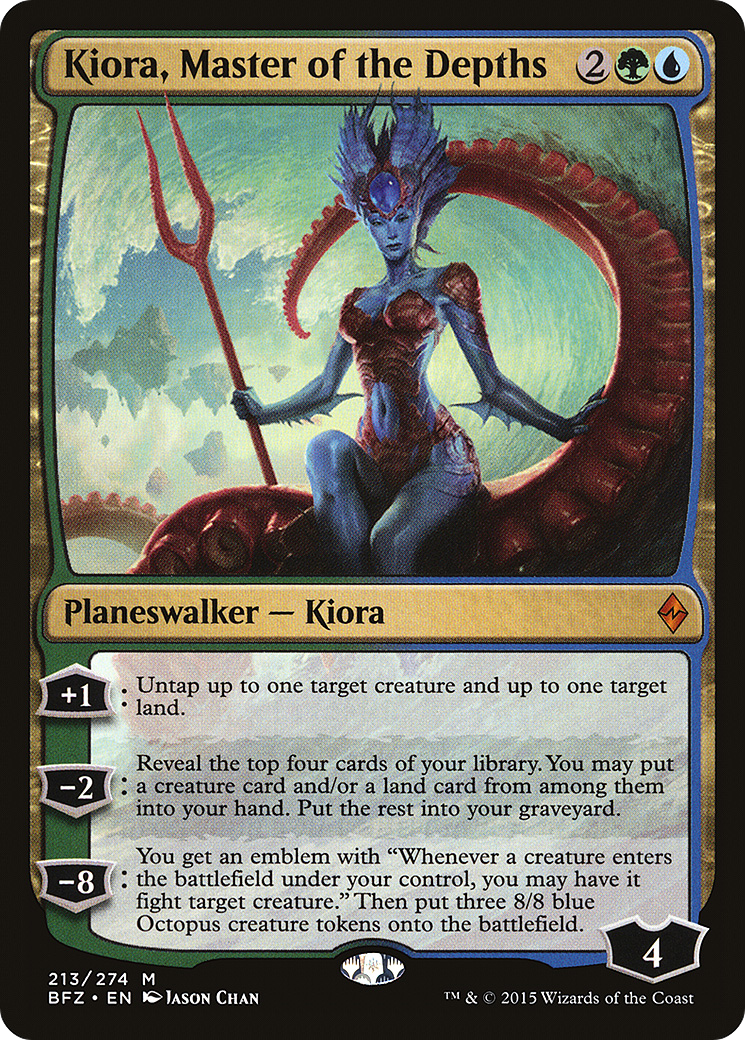 Kiora, Master of the Depths 2
Planeswalker — Kiora
+1 : Untap up to one target creature and up to one target
land.
−2 : Reveal the top four cards of your library. You may put
a creature card and/or a land card from among them
into your hand. Put the rest into your graveyard.
−8 : You get an emblem with “Whenever a creature enters
the battlefield under your control, you may have it
fight target creature.” Then put three 8/8 blue
Octopus creature tokens onto the battlefield.
4
213/274 M
BFZ • EN Jason Chan
™ & © 2015 Wizards of the Coast